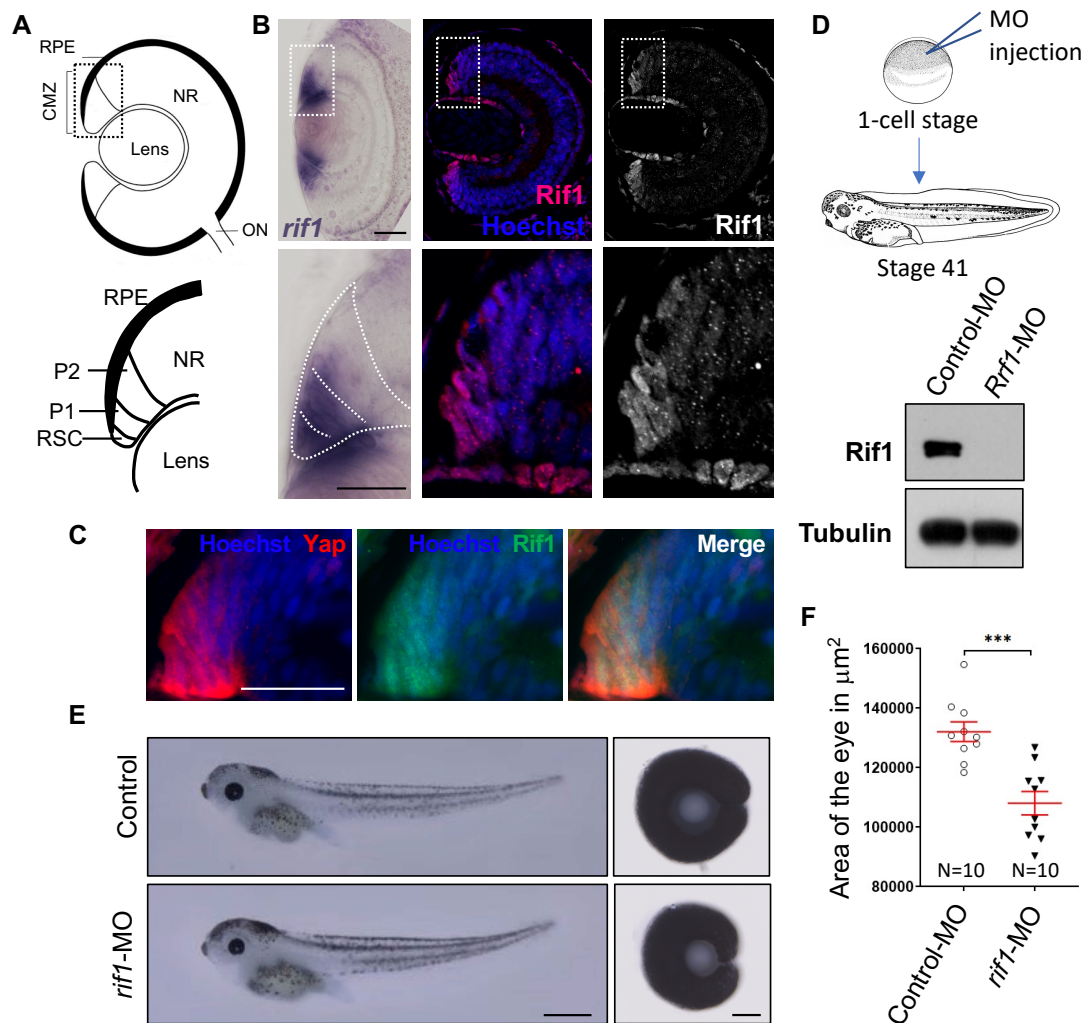 A
RPE
CMZ
NR
Lens
ON
RPE
NR
P2
P1
RSC
Lens
B
rif1
Rif1
Hoechst
Rif1
C
Hoechst Yap
Hoechst Rif1
Merge
D
MO
injection
1-cell stage
Stage 41
Control-MO
Rrf1-MO
Rif1
Tubulin
E
Control
rif1-MO
F
Area of the eye in μm²
160000
140000
120000
100000
80000
***
N=10
N=10
Control-MO
rif1-MO